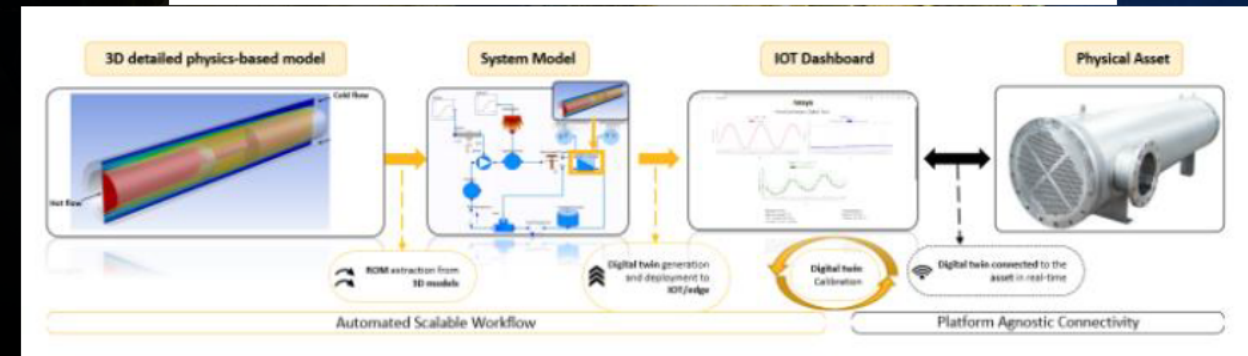 3D detailed physics-based model
System Model
IOT Dashboard
Physical Asset
Cold flow
Hot flow
ROM extraction from
3D models
Digital twin generation
and deployment to
IOT/edge
Digital twin
Calibration
Digital twin connected to the
asset in real-time
Automated Scalable Workflow
Platform Agnostic Connectivity